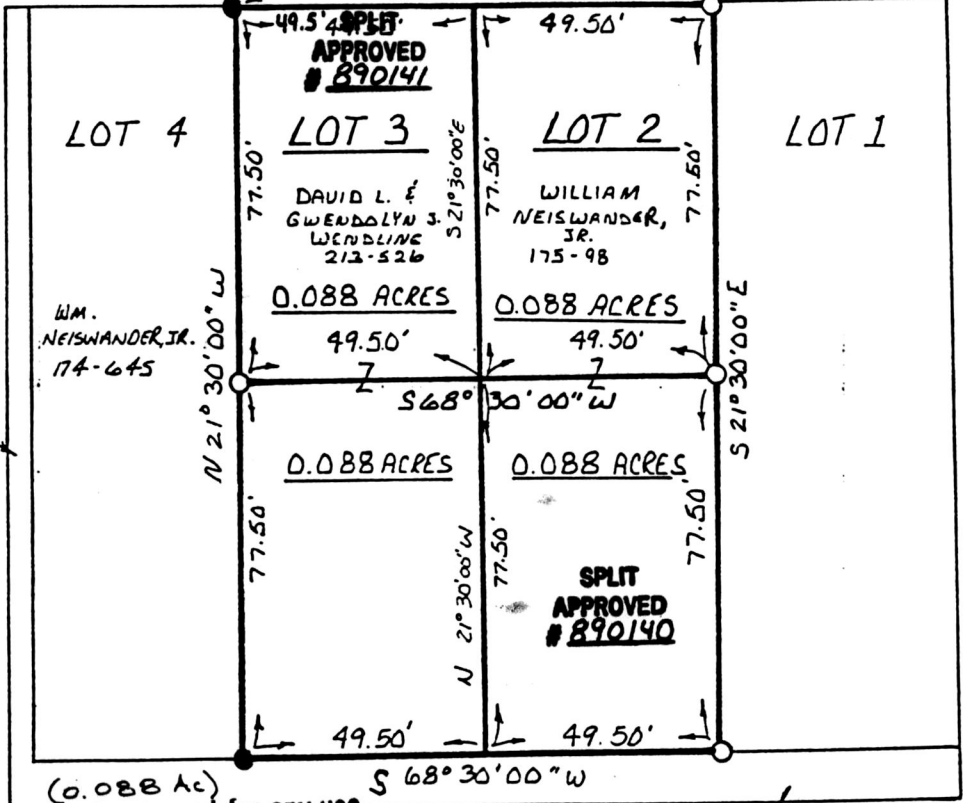 49.5' 49.50'
49.50'
SPLIT
APPROVED
# 890141
LOT 4
LOT 3
LOT 2
LOT 1
77.50'
S 21° 30' 00" E
77.50'
77.50'
DAVID L. &
GWENDOLYN J.
WENDLING
213-526
WILLIAM
NEISWANDER,
JR.
175-98
0.088 ACRES
0.088 ACRES
WM.
NEISWANDER, JR.
174-645
N 21° 30' 00" W
S 21° 30' 00" E
49.50'
49.50'
Z
Z
S 68° 30' 00" W
0.088 ACRES
0.088 ACRES
77.50'
N 21° 30' 00" W
77.50'
77.50'
SPLIT
APPROVED
# 890140
49.50'
49.50'
(0.088 Ac)
S 68° 30' 00" W